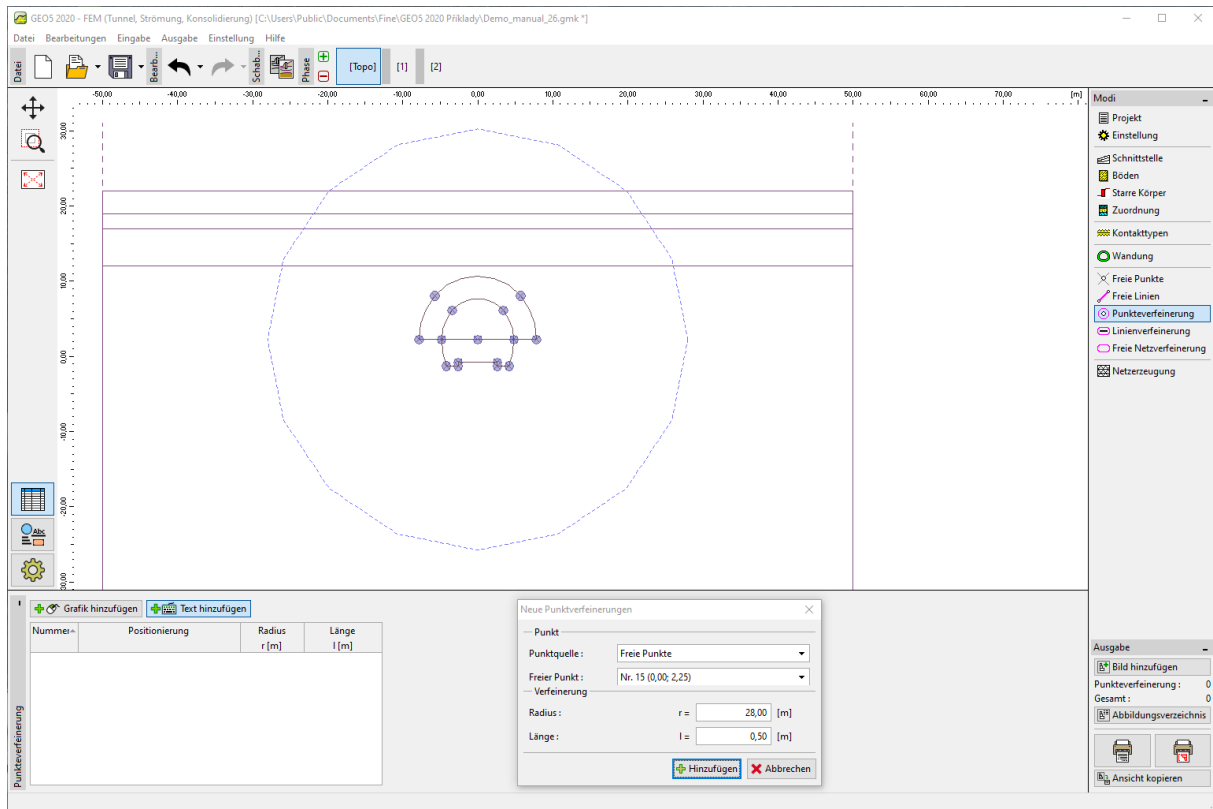 GEO5 2020 - FEM (Tunnel, Strömung, Konsolidierung) [C:\Users\Public\Documents\Fine\GEO5 2020 Příklady\Demo_manual_26.gmk *]
Datei Bearbeitungen Eingabe Ausgabe Einstellung Hilfe
Datei
Bearb...
Schab...
Phase
[Topo] [1] [2]
-50,00 -40,00 -30,00 -20,00 -10,00 0,00 10,00 20,00 30,00 40,00 50,00 60,00 70,00 [m]
30,00
20,00
10,00
0,00
-10,00
-20,00
-30,00
Abc
Modi
Projekt
Einstellung
Schnittstelle
Böden
Starre Körper
Zuordnung
Kontakttypen
Wandung
Freie Punkte
Freie Linien
Punkteverfeinerung
Linienverfeinerung
Freie Netzverfeinerung
Netzerzeugung
Grafik hinzufügen Text hinzufügen
Nummer Positionierung Radius Länge
r [m] l [m]
Punkteverfeinerung
Neue Punktverfeinerungen
Punkt
Punktquelle : Freie Punkte
Freier Punkt : Nr. 15 (0,00; 2,25)
Verfeinerung
Radius : r = 28,00 [m]
Länge : l = 0,50 [m]
Hinzufügen Abbrechen
Ausgabe
Bild hinzufügen
Punkteverfeinerung : 0
Gesamt : 0
Abbildungsverzeichnis
Ansicht kopieren